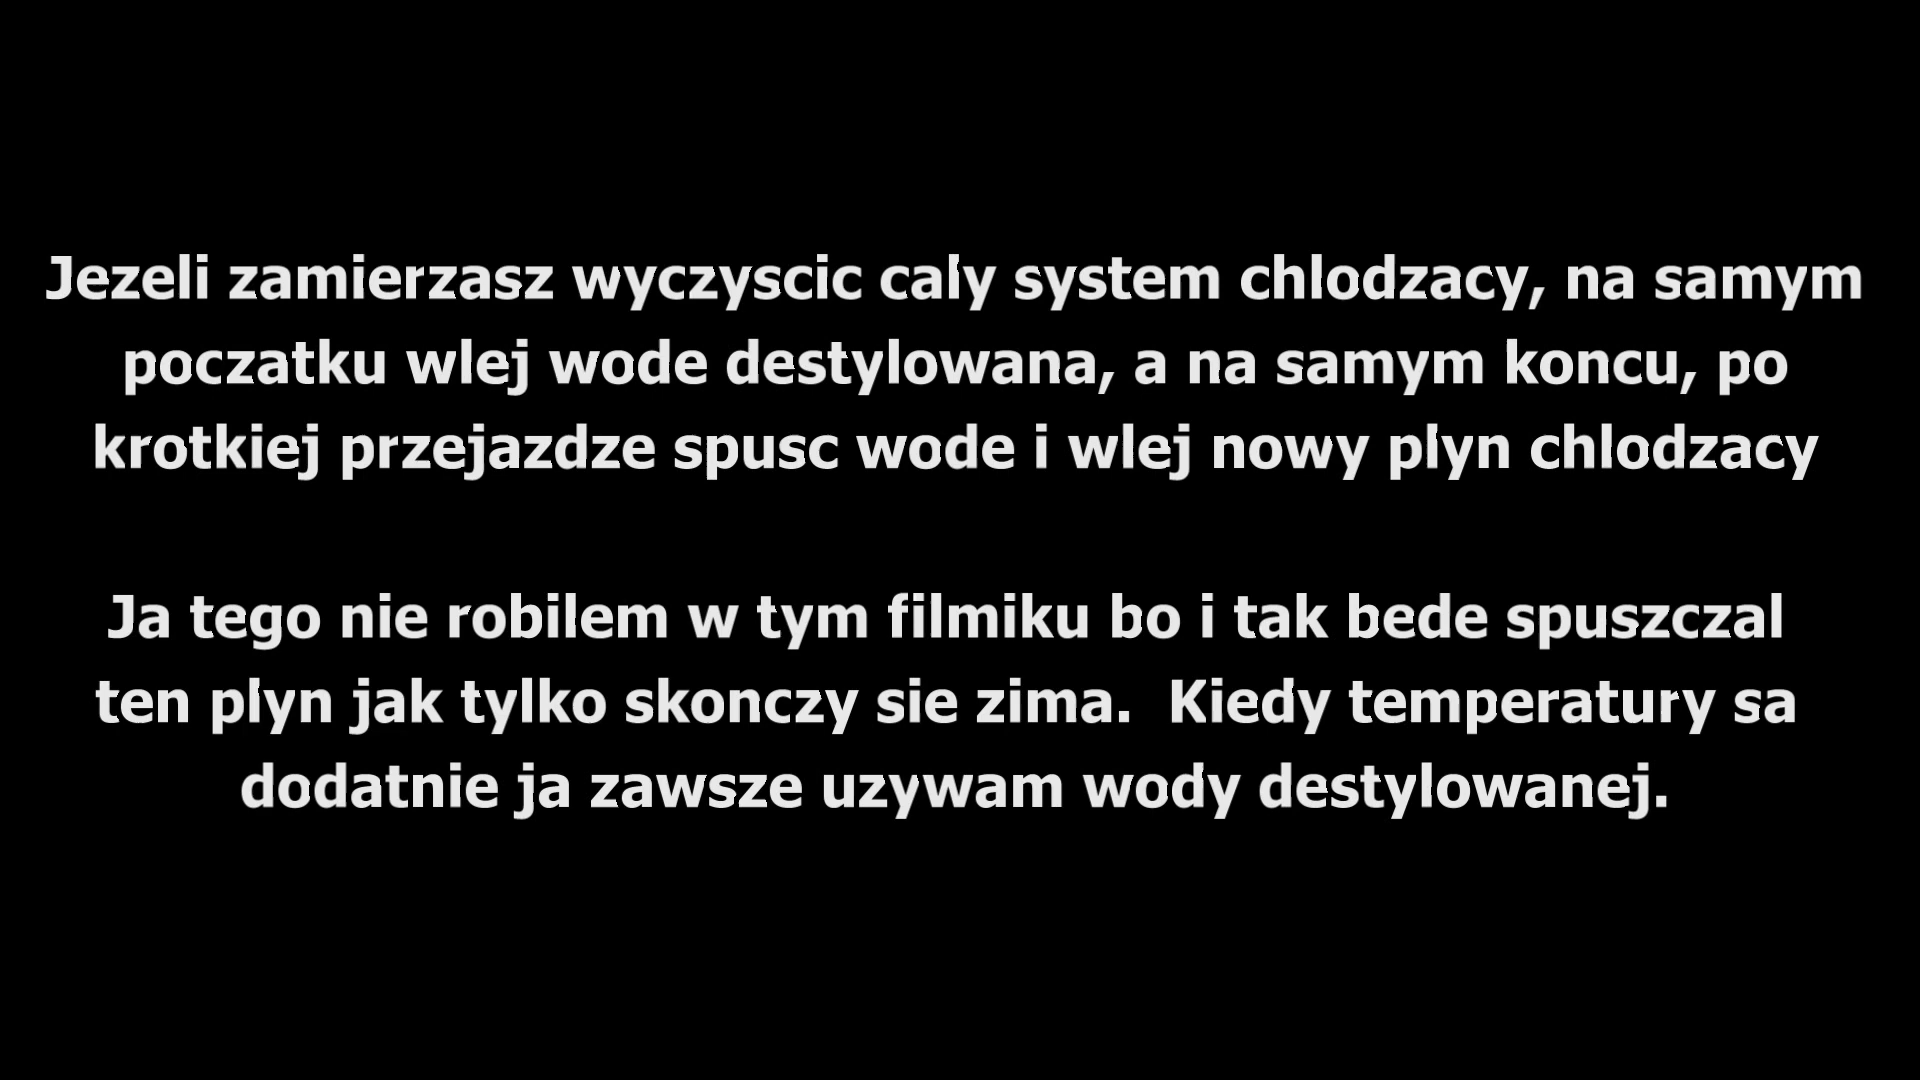 Jezeli zamierzasz wyczyscic caly system chlodzacy, na samym
poczatku wlej wode destylowana, a na samym koncu, po
krotkiej przejazdze spusc wode i wlej nowy plyn chlodzacy
Ja tego nie robilem w tym filmiku bo i tak bede spuszczal
ten plyn jak tylko skonczy sie zima.  Kiedy temperatury sa
dodatnie ja zawsze uzywam wody destylowanej.